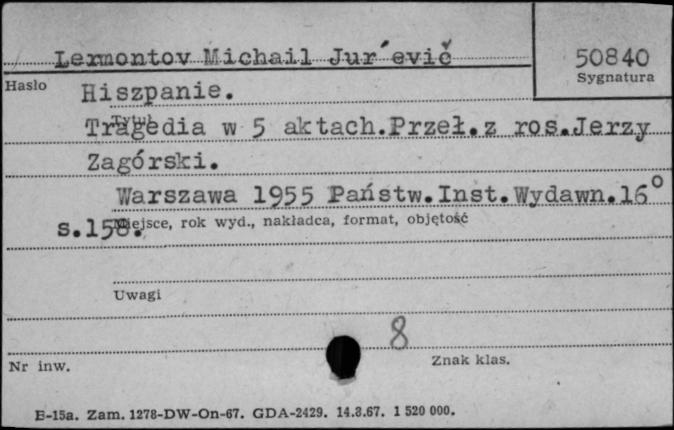 Lermontov Michail Jur´evič
50840
Sygnatura
Hasło
Hiszpanie.
Tytuł
Tragedia w 5 aktach.Przeł.z ros.Jerzy
Zagórski.
Warszawa 1955 Państw.Inst.Wydawn.16°
s.158.
Miejsce, rok wyd., nakładca, format, objętość
Uwagi
8
Nr inw.
Znak klas.
E-15a. Zam. 1278-DW-On-67. GDA-2429. 14.8.67. 1 520 000.